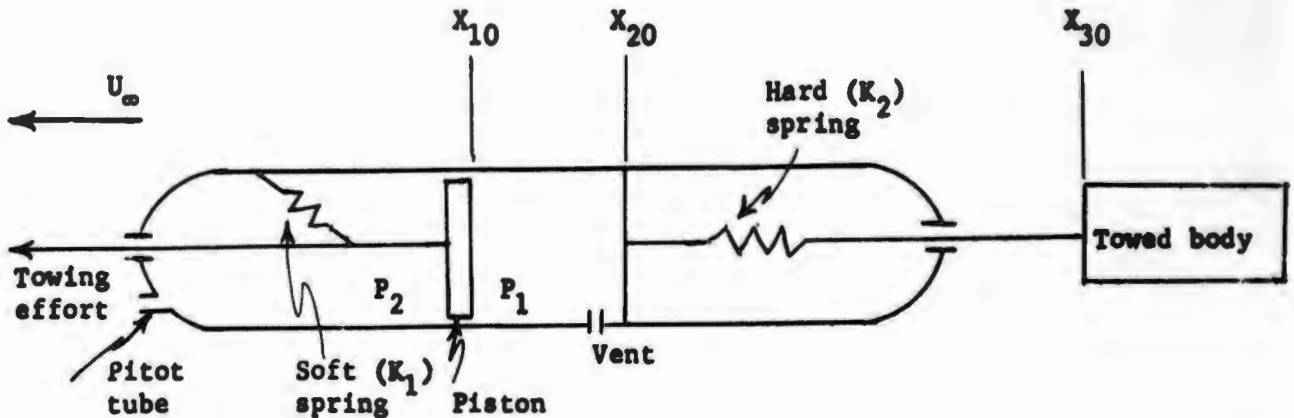 X10
X20
X30
U∞
Hard (K2)
spring
Towed body
Towing
effort
P2
P1
Vent
Pitot
tube
Soft (K1)
spring
Piston